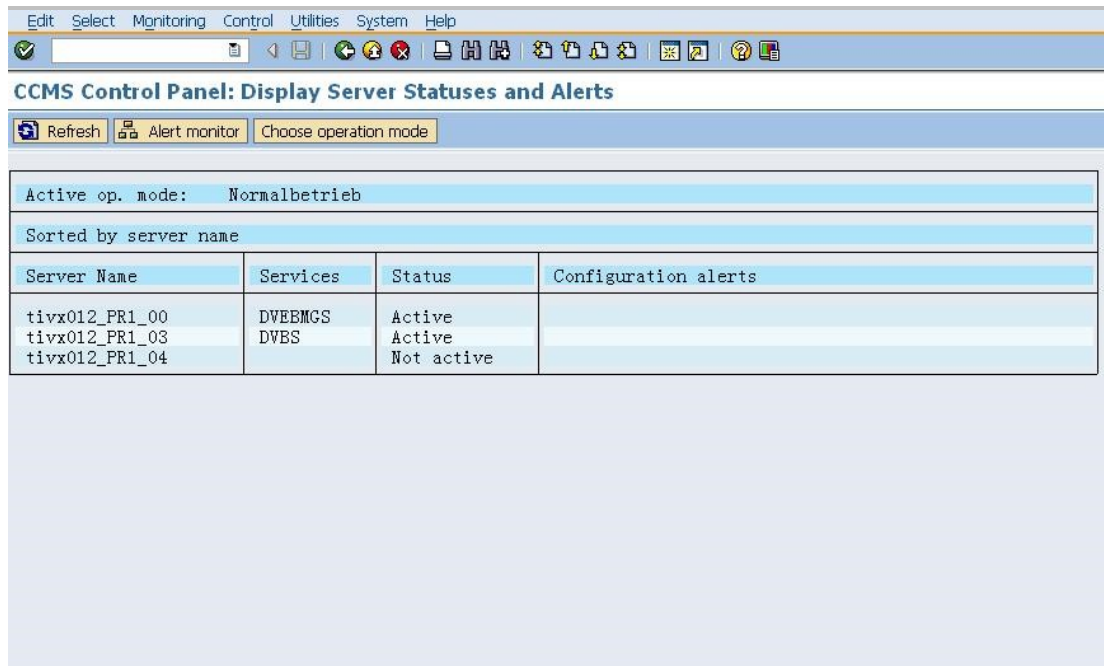 Edit Select Monitoring Control Utilities System Help
CCMS Control Panel: Display Server Statuses and Alerts
Refresh Alert monitor Choose operation mode
Active op. mode: Normalbetrieb
Sorted by server name
Server Name Services Status Configuration alerts
tivx012_PR1_00 DVEBMGS Active
tivx012_PR1_03 DVBS Active
tivx012_PR1_04 Not active